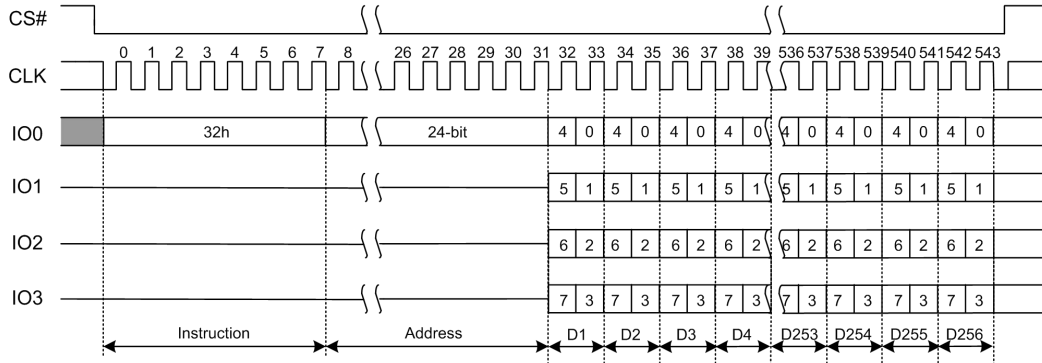 CS#
0 1 2 3 4 5 6 7 8 26 27 28 29 30 31 32 33 34 35 36 37 38 39 536 537 538 539 540 541 542 543
CLK
IO0 32h 24-bit 4 0 4 0 4 0 4 0 4 0 4 0 4 0 4 0
IO1 5 1 5 1 5 1 5 1 5 1 5 1 5 1 5 1
IO2 6 2 6 2 6 2 6 2 6 2 6 2 6 2 6 2
IO3 7 3 7 3 7 3 7 3 7 3 7 3 7 3 7 3
Instruction Address D1 D2 D3 D4 D253 D254 D255 D256